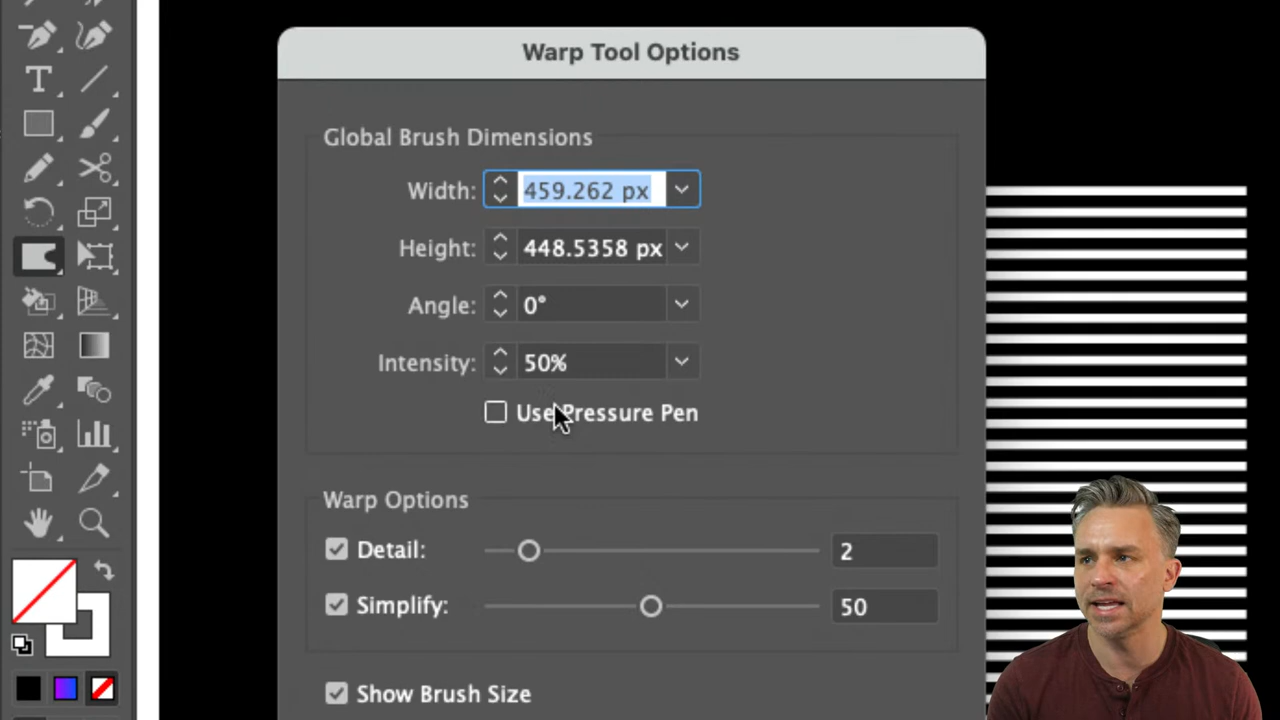 Warp Tool Options
Global Brush Dimensions
Width: 459.262 px
Height: 448.5358 px
Angle: 0°
Intensity: 50%
Use Pressure Pen
Warp Options
Detail: 2
Simplify: 50
Show Brush Size